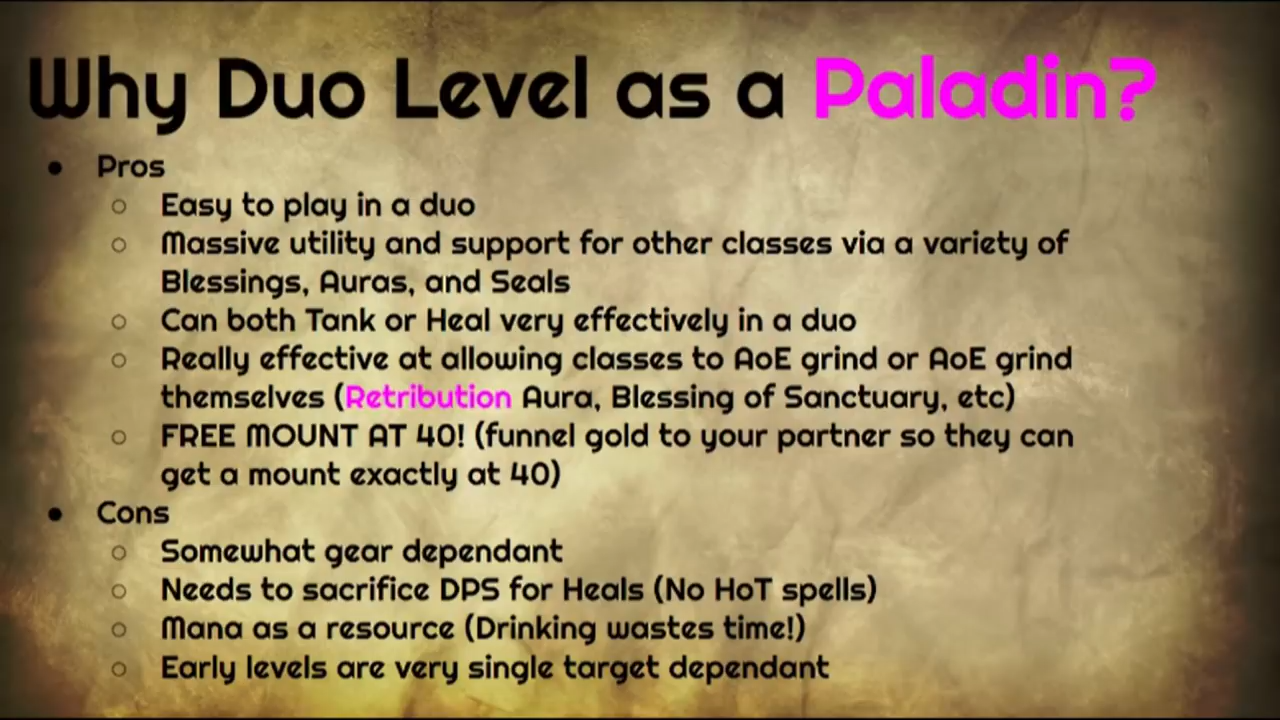 Why Duo Level as a Paladin?
● Pros
○ Easy to play in a duo
○ Massive utility and support for other classes via a variety of
Blessings, Auras, and Seals
○ Can both Tank or Heal very effectively in a duo
○ Really effective at allowing classes to AoE grind or AoE grind
themselves (Retribution Aura, Blessing of Sanctuary, etc)
○ FREE MOUNT AT 40! (funnel gold to your partner so they can
get a mount exactly at 40)
● Cons
○ Somewhat gear dependant
○ Needs to sacrifice DPS for Heals (No HoT spells)
○ Mana as a resource (Drinking wastes time!)
○ Early levels are very single target dependant